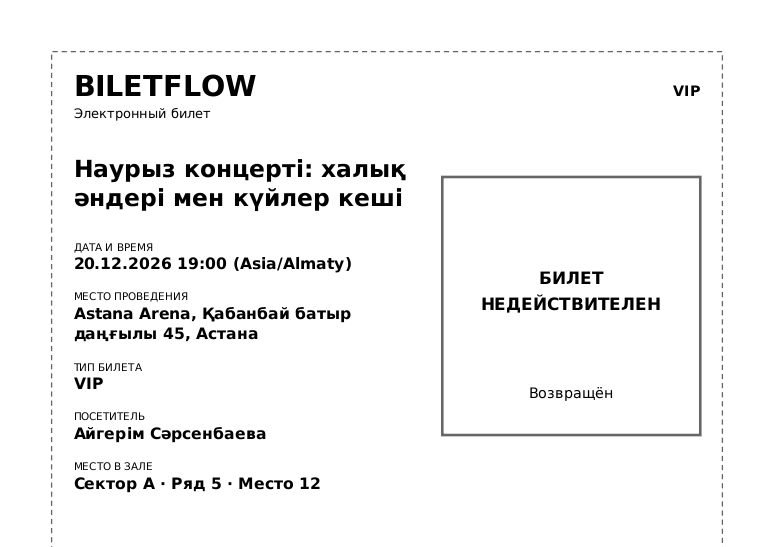 BILETFLOW
VIP
Электронный билет
Наурыз концерті: халық
әндері мен күйлер кеші
ДАТА И ВРЕМЯ
20.12.2026 19:00 (Asia/Almaty)
МЕСТО ПРОВЕДЕНИЯ
Astana Arena, Қабанбай батыр
даңғылы 45, Астана
ТИП БИЛЕТА
VIP
ПОСЕТИТЕЛЬ
Айгерім Сәрсенбаева
МЕСТО В ЗАЛЕ
Сектор А · Ряд 5 · Место 12
БИЛЕТ
НЕДЕЙСТВИТЕЛЕН
Возвращён